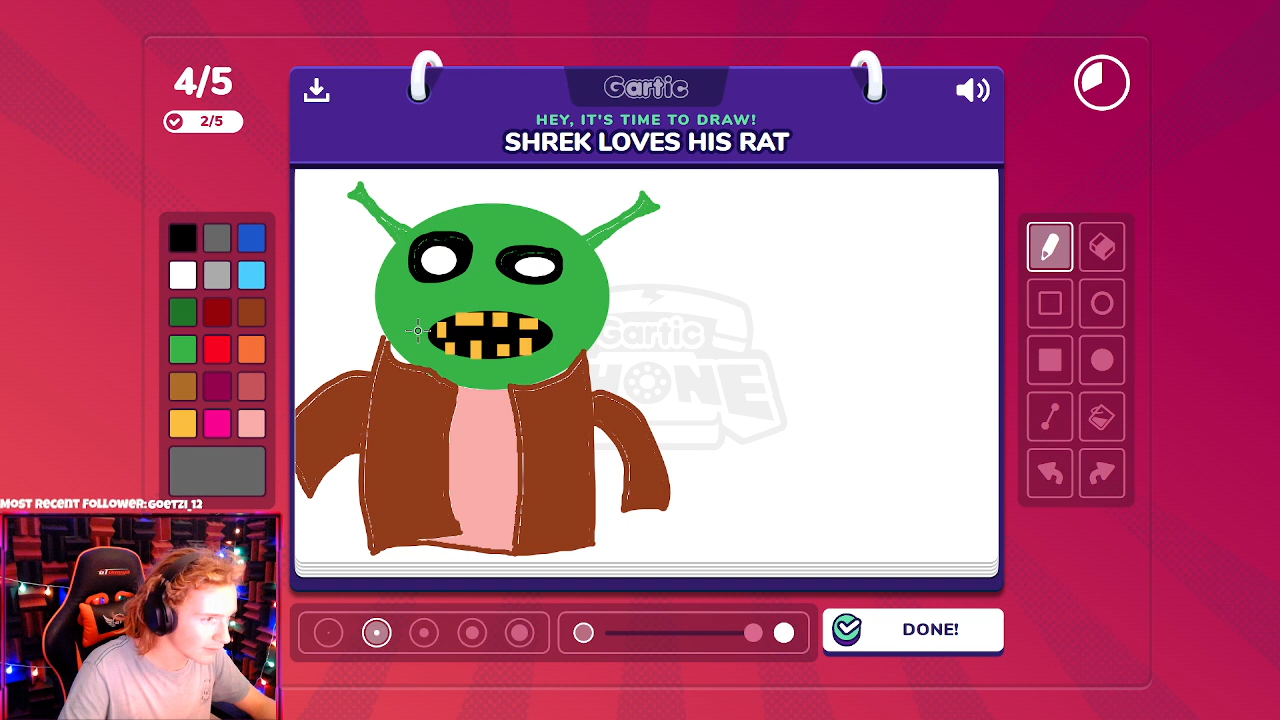 4/5
2/5
Gartic
HEY, IT'S TIME TO DRAW!
SHREK LOVES HIS RAT
Gartic
PHONE
MOST RECENT FOLLOWER:GOETZI_12
DONE!